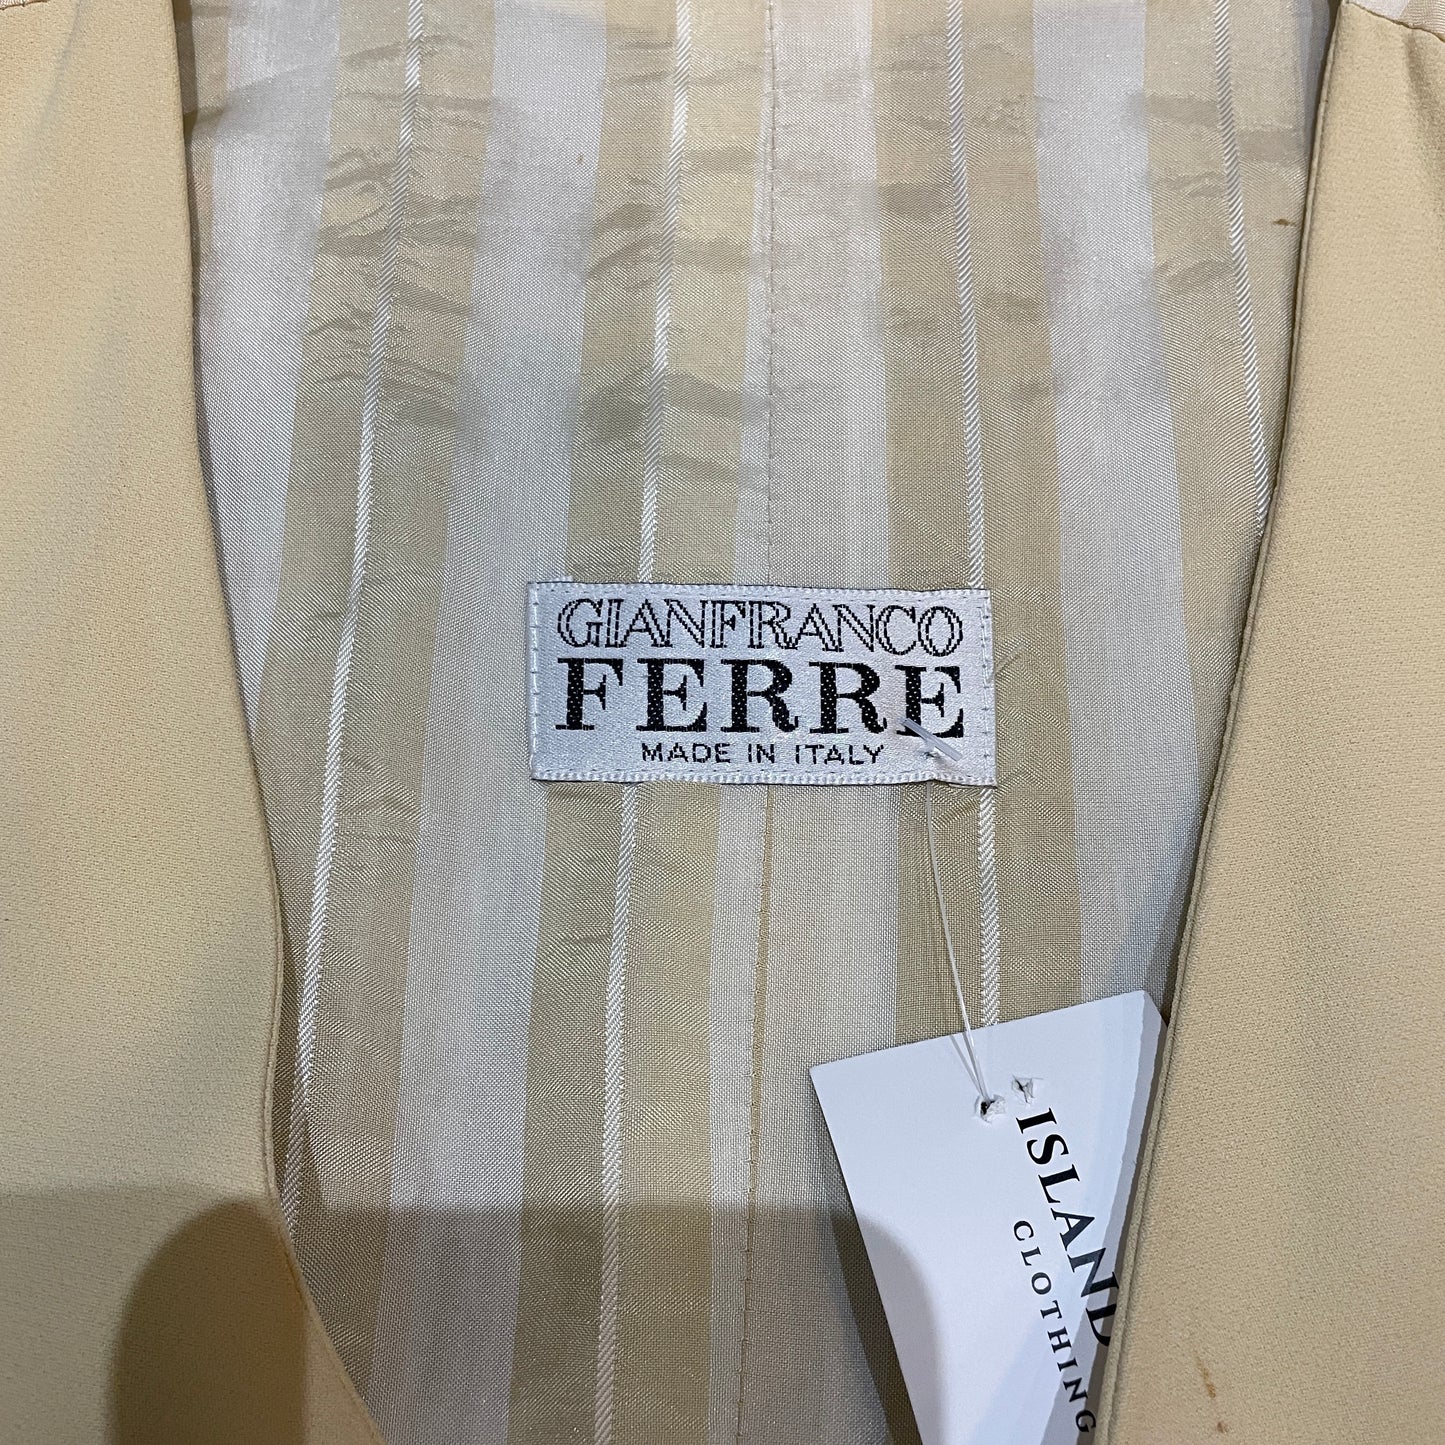 GIANFRANCO
FERRE
MADE IN ITALY
ISLAND
CLOTHING